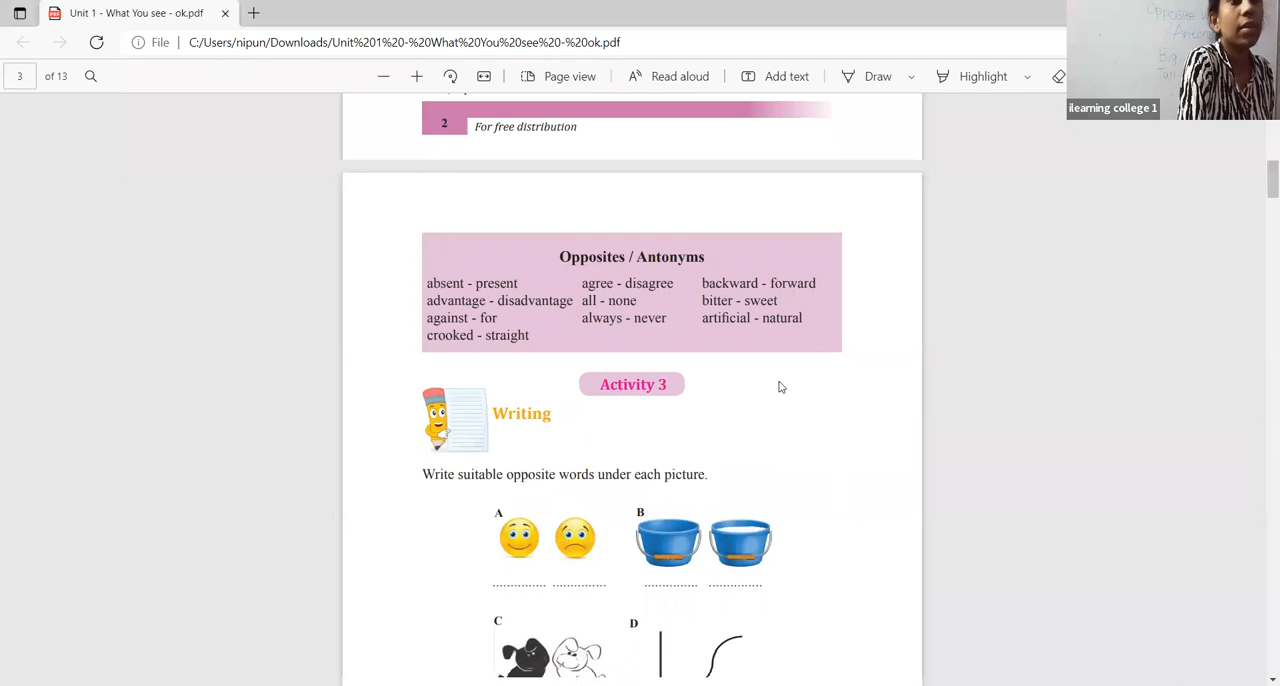 Unit 1 - What You see - ok.pdf
File C:/Users/nipun/Downloads/Unit%201%20-%20What%20You%20see%20-%20ok.pdf
3 of 13 Page view Read aloud Add text Draw Highlight
Opposite
Big
ilearning college 1
2 For free distribution
Opposites / Antonyms
absent - present agree - disagree backward - forward
advantage - disadvantage all - none bitter - sweet
against - for always - never artificial - natural
crooked - straight
Activity 3
Writing
Write suitable opposite words under each picture.
A B
.................. ..................
C D